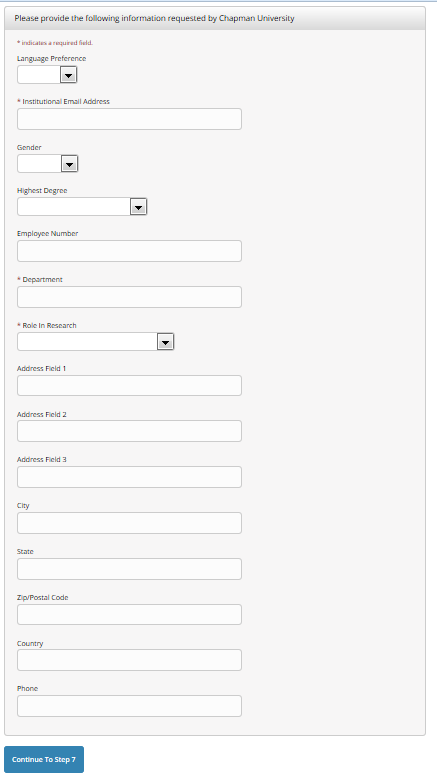 Please provide the following information requested by Chapman University
* indicates a required field.
Language Preference
* Institutional Email Address
Gender
Highest Degree
Employee Number
* Department
* Role In Research
Address Field 1
Address Field 2
Address Field 3
City
State
Zip/Postal Code
Country
Phone
Continue To Step 7